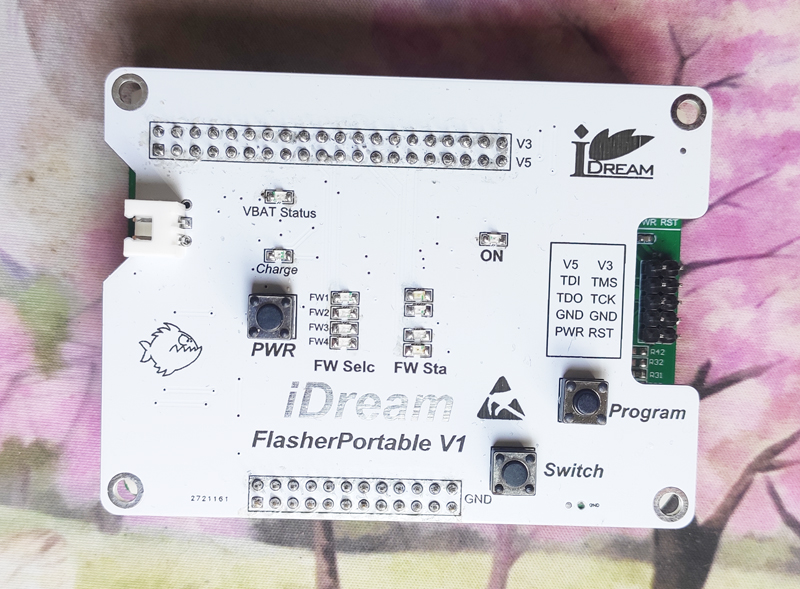 V3
V5
iDREAM
VBAT Status
WR RST
ON
Charge
V5 V3
TDI TMS
TDO TCK
GND GND
PWR RST
FW1
FW2
FW3
FW4
PWR
FW Selc
FW Sta
R42
R32
R31
iDream
Program
FlasherPortable V1
Switch
2721161
GND